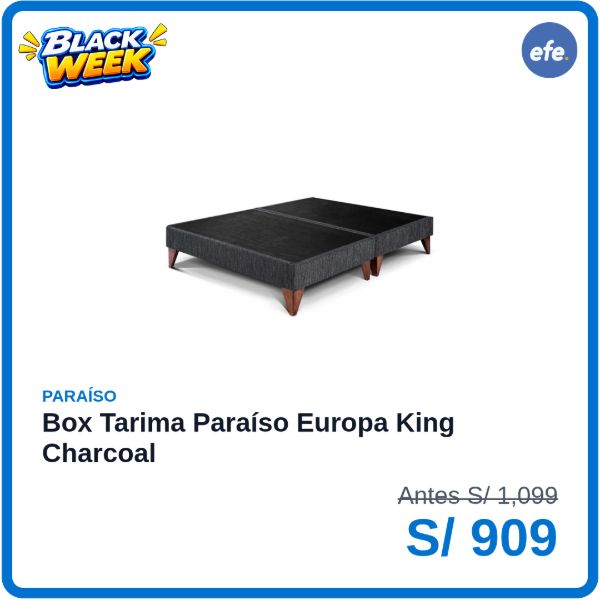 BLACK
WEEK
efe.
PARAÍSO
Box Tarima Paraíso Europa King
Charcoal
Antes S/ 1,099
S/ 909